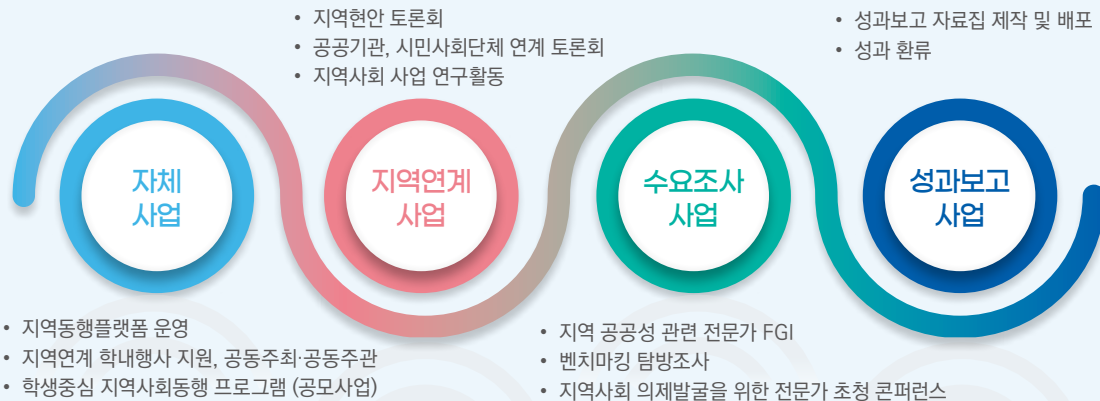 • 지역현안 토론회
• 공공기관, 시민사회단체 연계 토론회
• 지역사회 사업 연구활동
• 성과보고 자료집 제작 및 배포
• 성과 환류
자체
사업
지역연계
사업
수요조사
사업
성과보고
사업
• 지역동행플랫폼 운영
• 지역연계 학내행사 지원, 공동주최·공동주관
• 학생중심 지역사회동행 프로그램 (공모사업)
• 지역 공공성 관련 전문가 FGI
• 벤치마킹 탐방조사
• 지역사회 의제발굴을 위한 전문가 초청 콘퍼런스